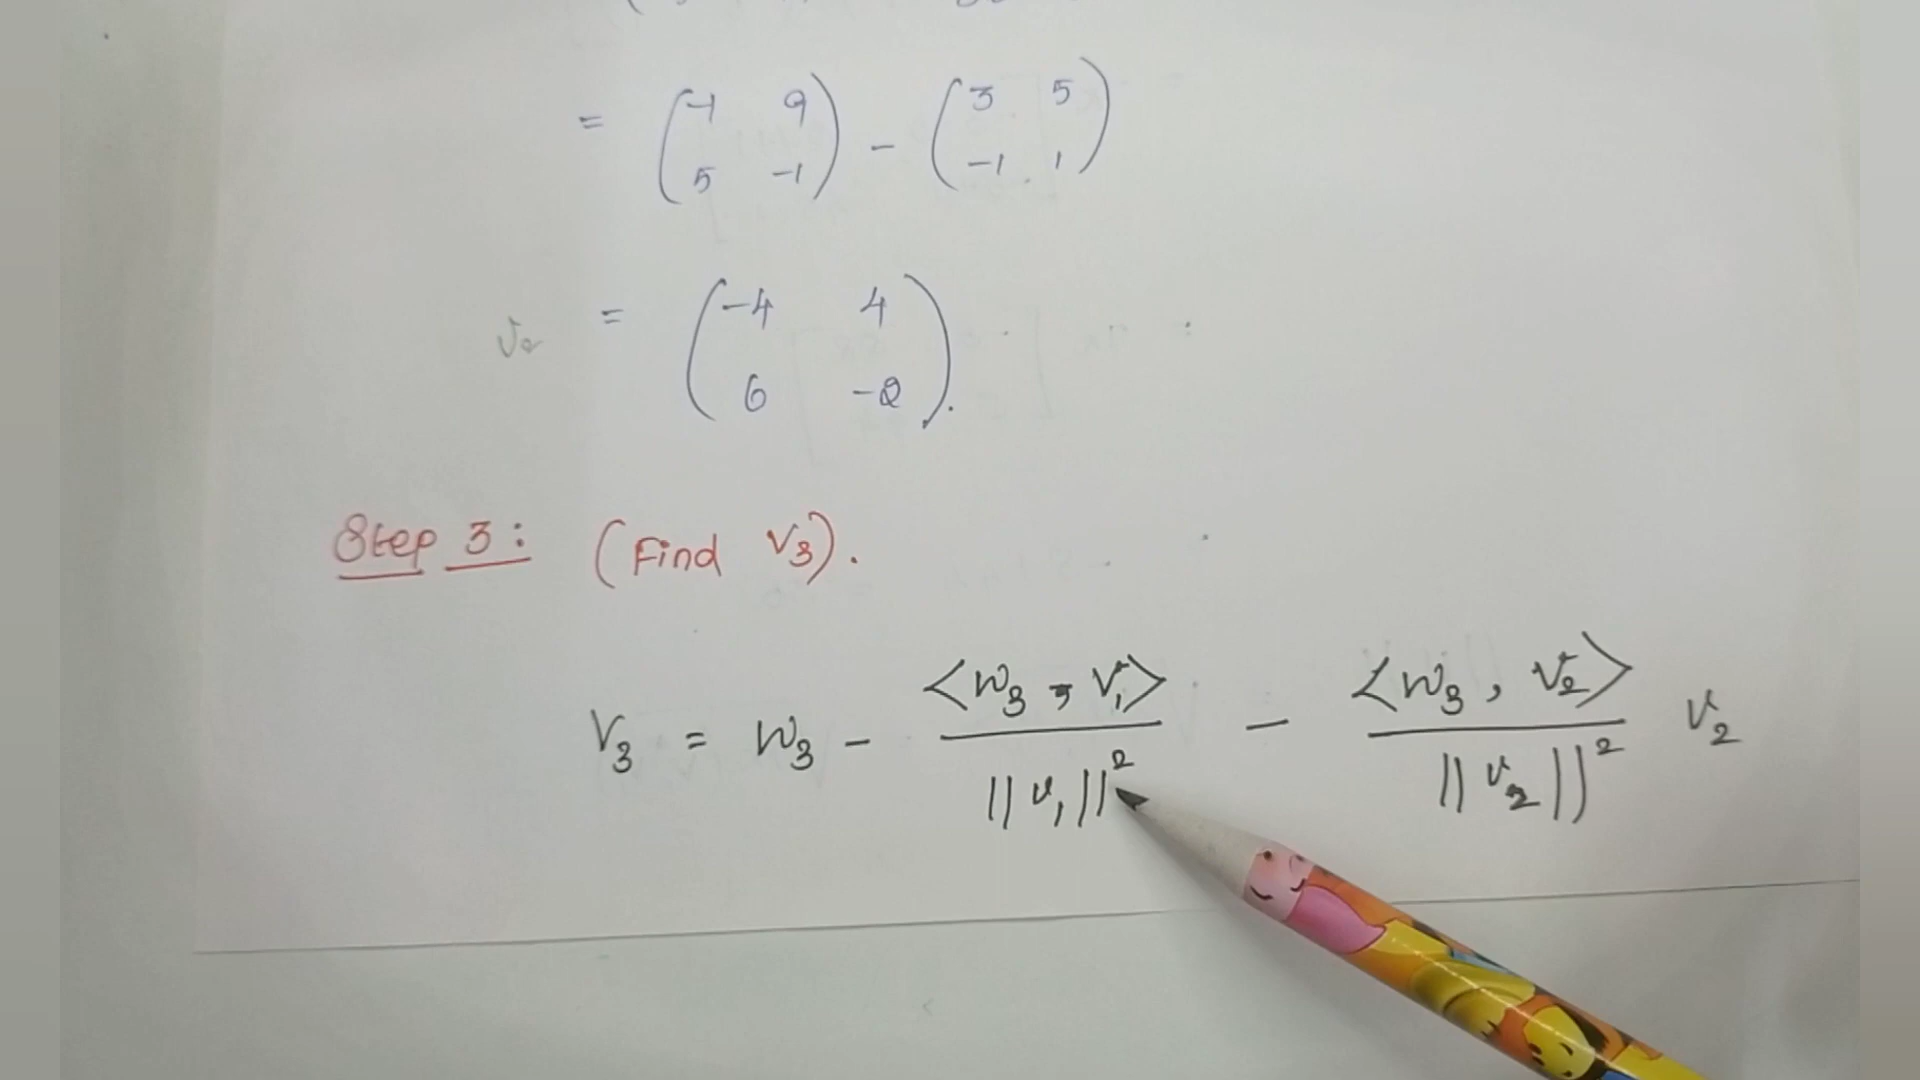 = ( -1 9 ) - ( 3 5 )
( 5 -1 ) ( -1 1 )
v₂ = ( -4 4 )
( 6 -2 ).
Step 3: (Find V₃).
V₃ = w₃ - <w₃, V₁> / ||v₁||² - <w₃, V₂> / ||v₂||² v₂